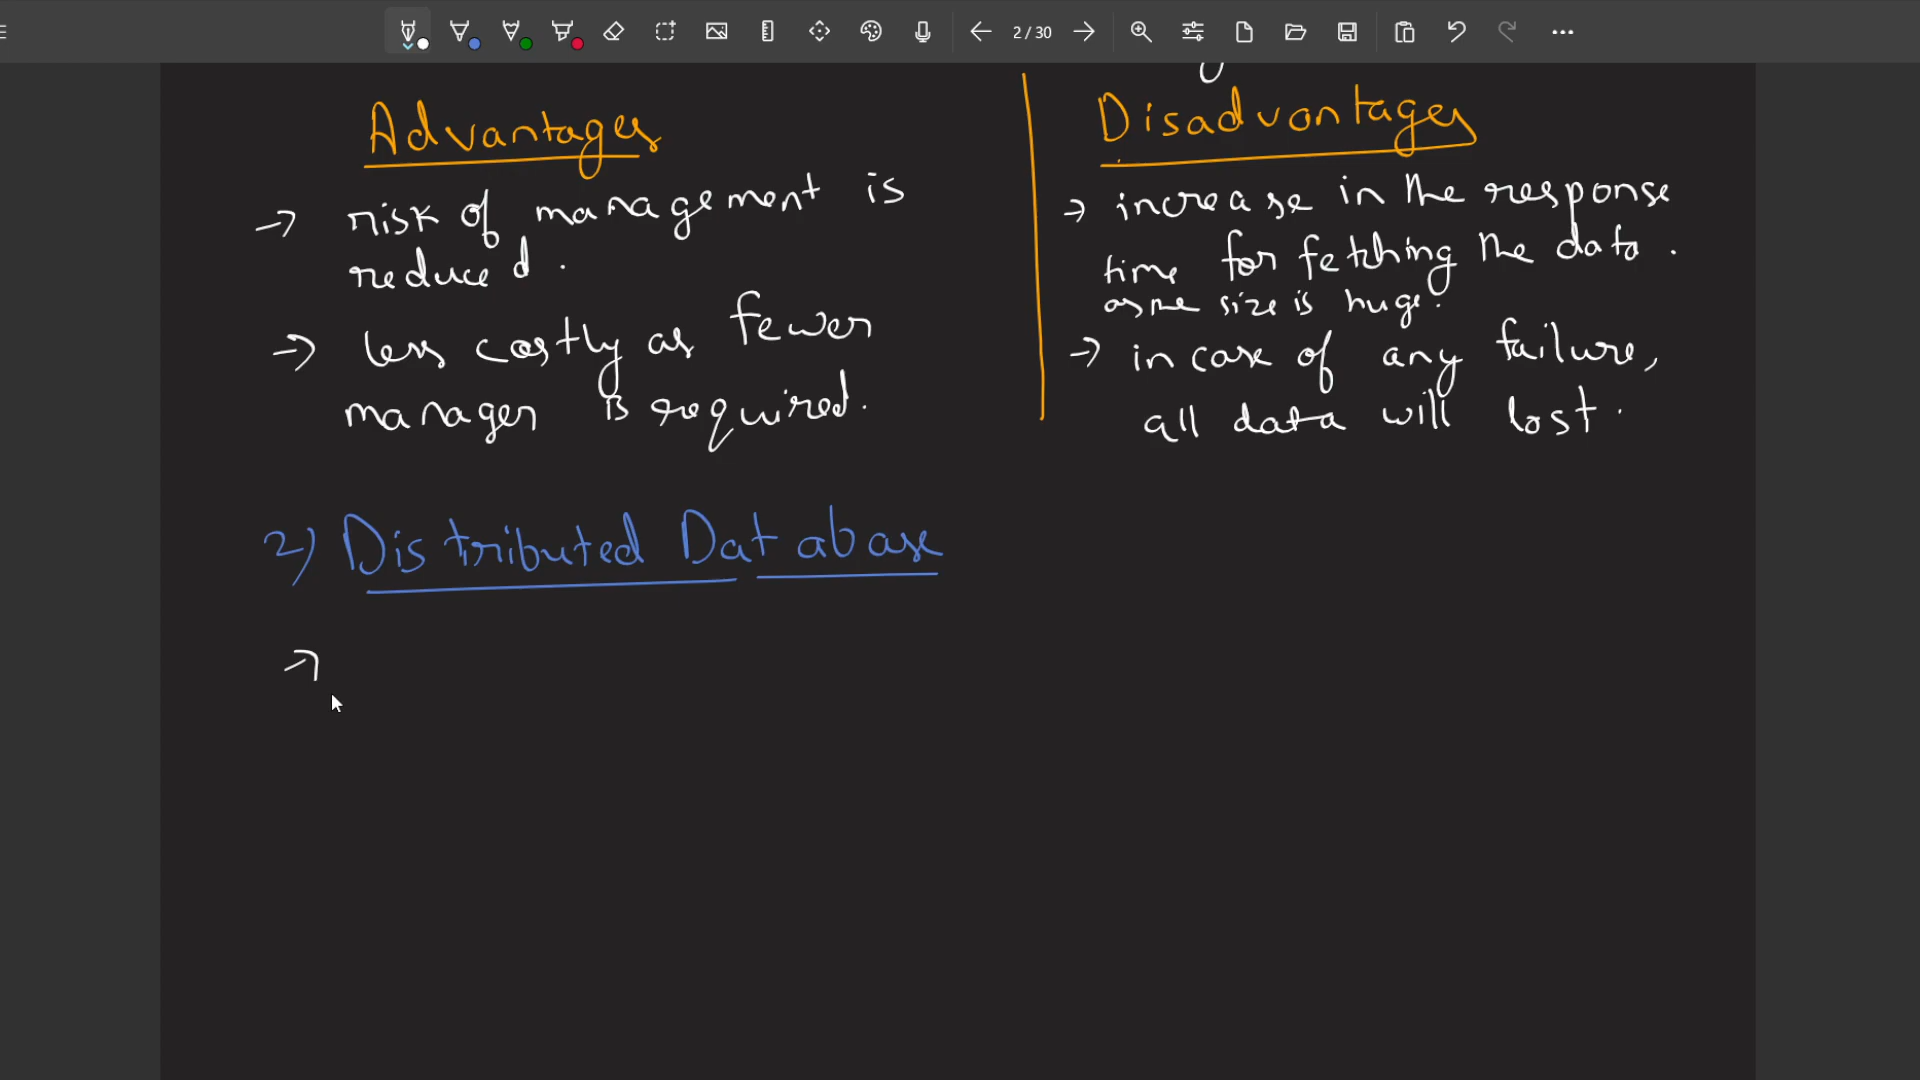 2 / 30
Advantages
→ risk of management is
reduced.
→ less costly as fewer
manager is required.
Disadvantages
→ increase in the response
time for fetching the data.
as the size is huge.
→ in case of any failure,
all data will lost.
2) Distributed Database
→